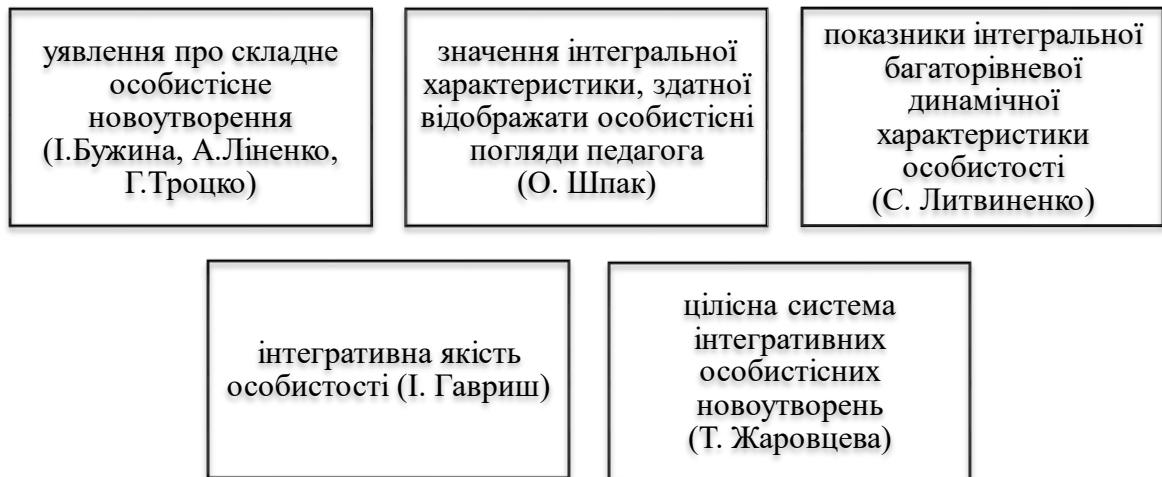 уявлення про складне
особистісне
новоутворення
(І.Бужина, А.Ліненко,
Г.Троцко)
значення інтегральної
характеристики, здатної
відображати особистісні
погляди педагога
(О. Шпак)
показники інтегральної
багаторівневої
динамічної
характеристики
особистості
(С. Литвиненко)
інтегративна якість
особистості (І. Гавриш)
цілісна система
інтегративних
особистісних
новоутворень
(Т. Жаровцева)